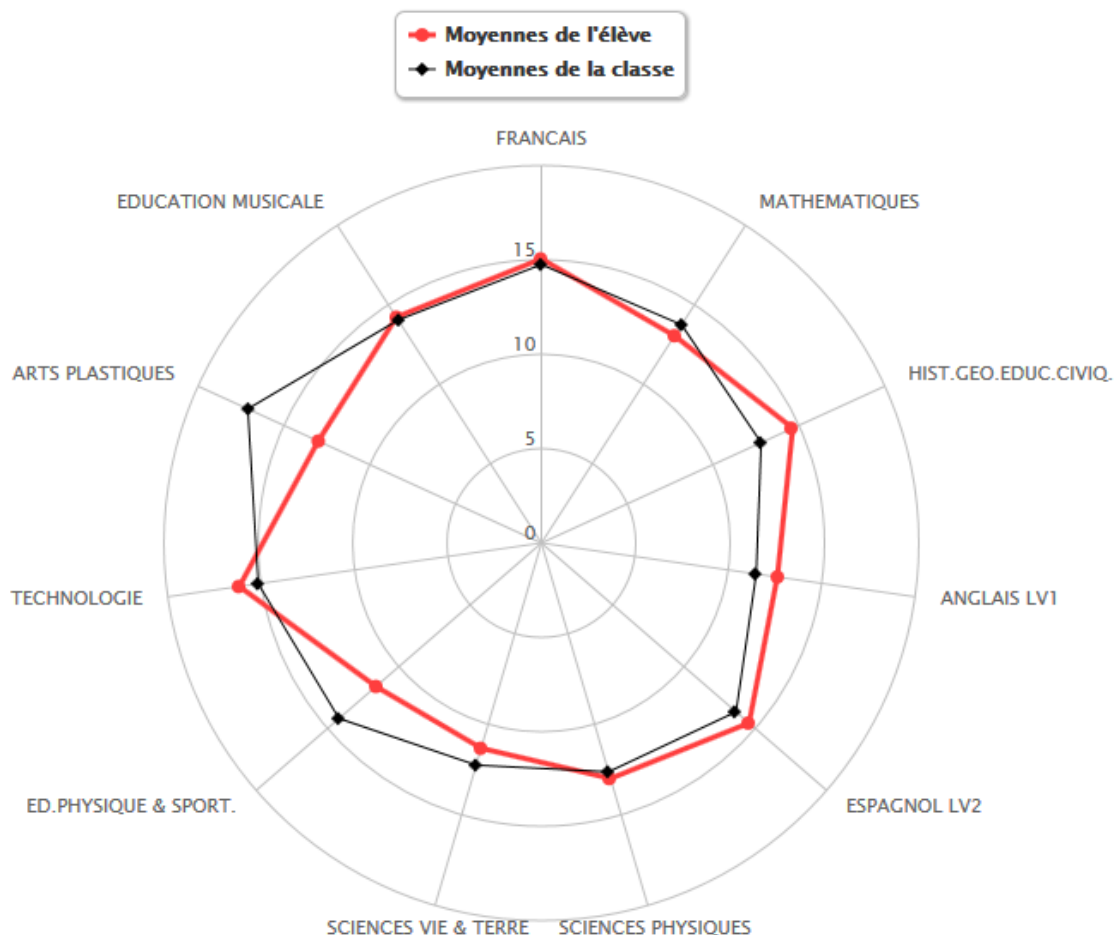 Moyennes de l'élève
Moyennes de la classe
FRANCAIS
EDUCATION MUSICALE
MATHEMATIQUES
15
10
ARTS PLASTIQUES
HIST.GEO.EDUC.CIVIQ.
5
0
TECHNOLOGIE
ANGLAIS LV1
ED.PHYSIQUE & SPORT.
ESPAGNOL LV2
SCIENCES VIE & TERRE
SCIENCES PHYSIQUES